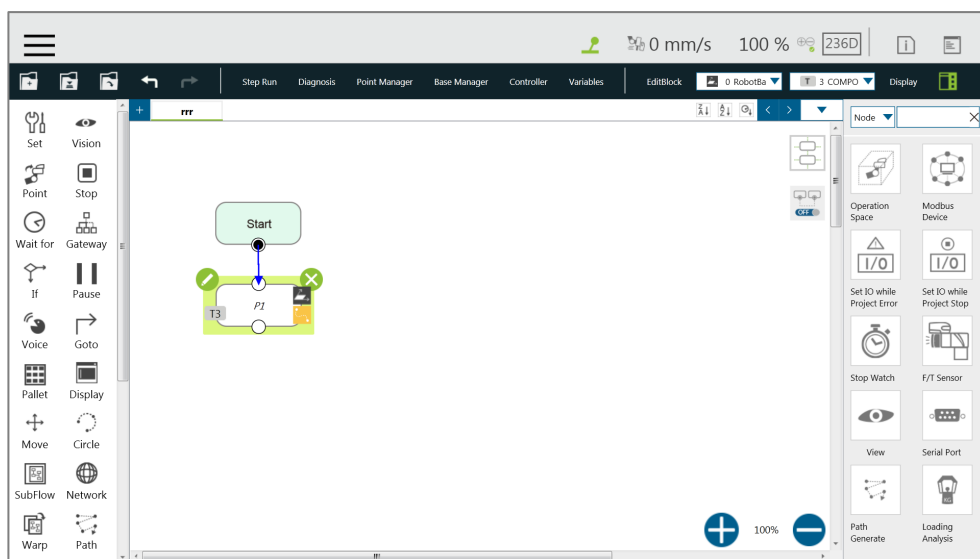 0 mm/s 100 % 236D
Step Run Diagnosis Point Manager Base Manager Controller Variables EditBlock 0 RobotBa T 3 COMPO Display
+ rrr
Node
Set Vision
Point Stop
Wait for Gateway
If Pause
Voice Goto
Pallet Display
Move Circle
SubFlow Network
Warp Path
Start
T3 P1
OFF
100%
Operation
Space
Modbus
Device
I/O
I/O
Set IO while
Project Error
Set IO while
Project Stop
Stop Watch F/T Sensor
View Serial Port
Path
Generate
KG
Loading
Analysis